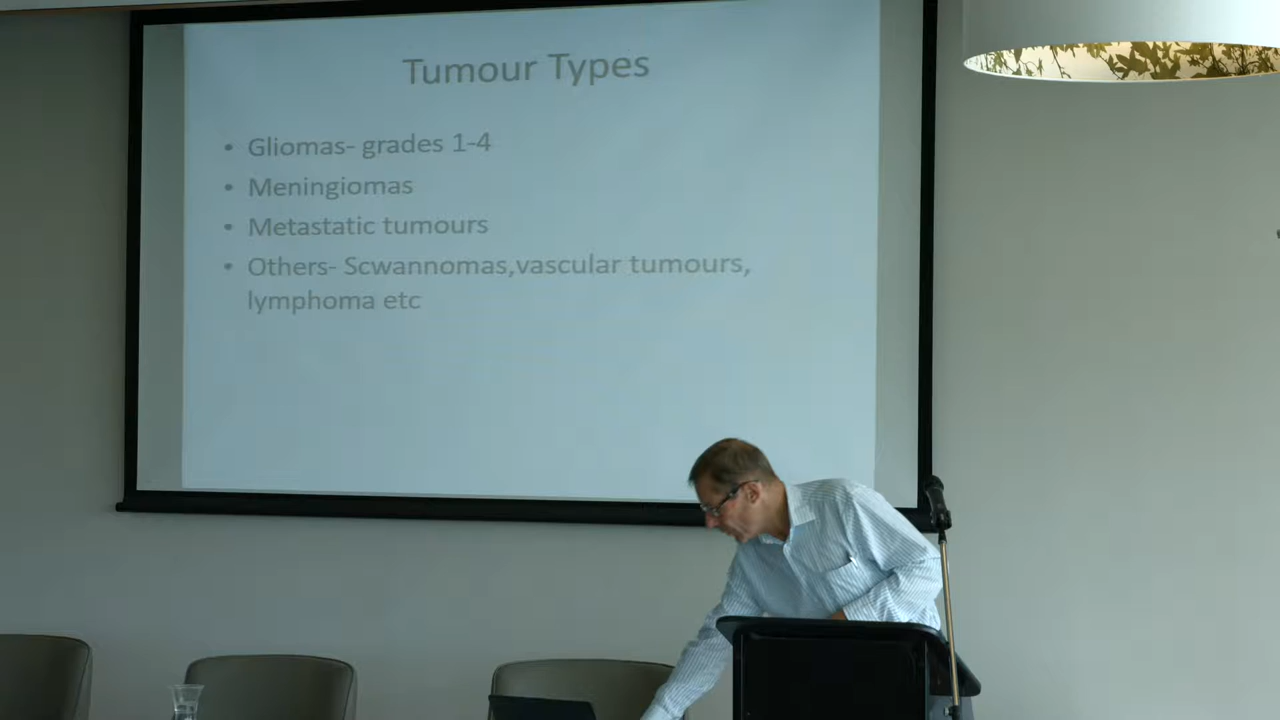 Tumour Types
• Gliomas- grades 1-4
• Meningiomas
• Metastatic tumours
• Others- Scwannomas,vascular tumours,
lymphoma etc